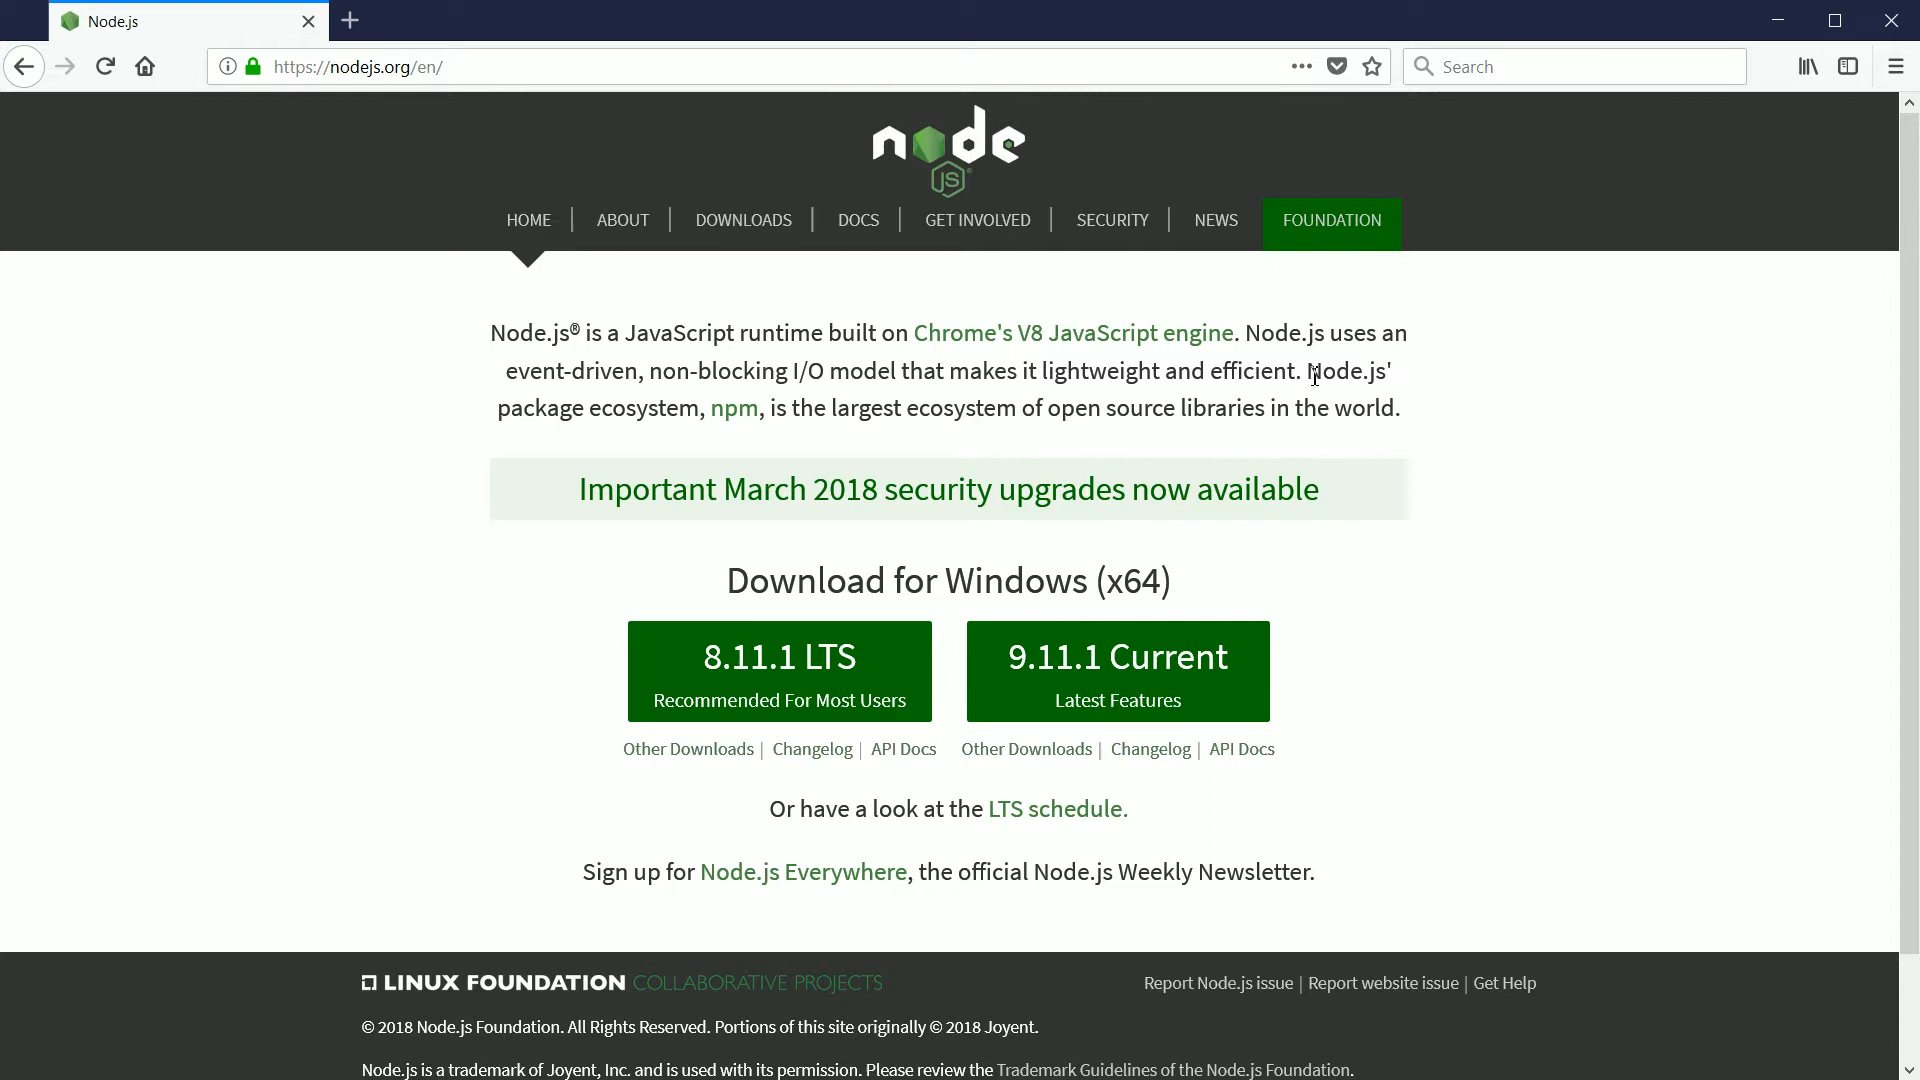 Node.js
https://nodejs.org/en/
Search
node
JS
HOME | ABOUT | DOWNLOADS | DOCS | GET INVOLVED | SECURITY | NEWS FOUNDATION
Node.js® is a JavaScript runtime built on Chrome's V8 JavaScript engine. Node.js uses an
event-driven, non-blocking I/O model that makes it lightweight and efficient. Node.js'
package ecosystem, npm, is the largest ecosystem of open source libraries in the world.
Important March 2018 security upgrades now available
Download for Windows (x64)
8.11.1 LTS
Recommended For Most Users
9.11.1 Current
Latest Features
Other Downloads | Changelog | API Docs
Other Downloads | Changelog | API Docs
Or have a look at the LTS schedule.
Sign up for Node.js Everywhere, the official Node.js Weekly Newsletter.
LINUX FOUNDATION COLLABORATIVE PROJECTS
Report Node.js issue | Report website issue | Get Help
© 2018 Node.js Foundation. All Rights Reserved. Portions of this site originally © 2018 Joyent.
Node.js is a trademark of Joyent, Inc. and is used with its permission. Please review the Trademark Guidelines of the Node.js Foundation.